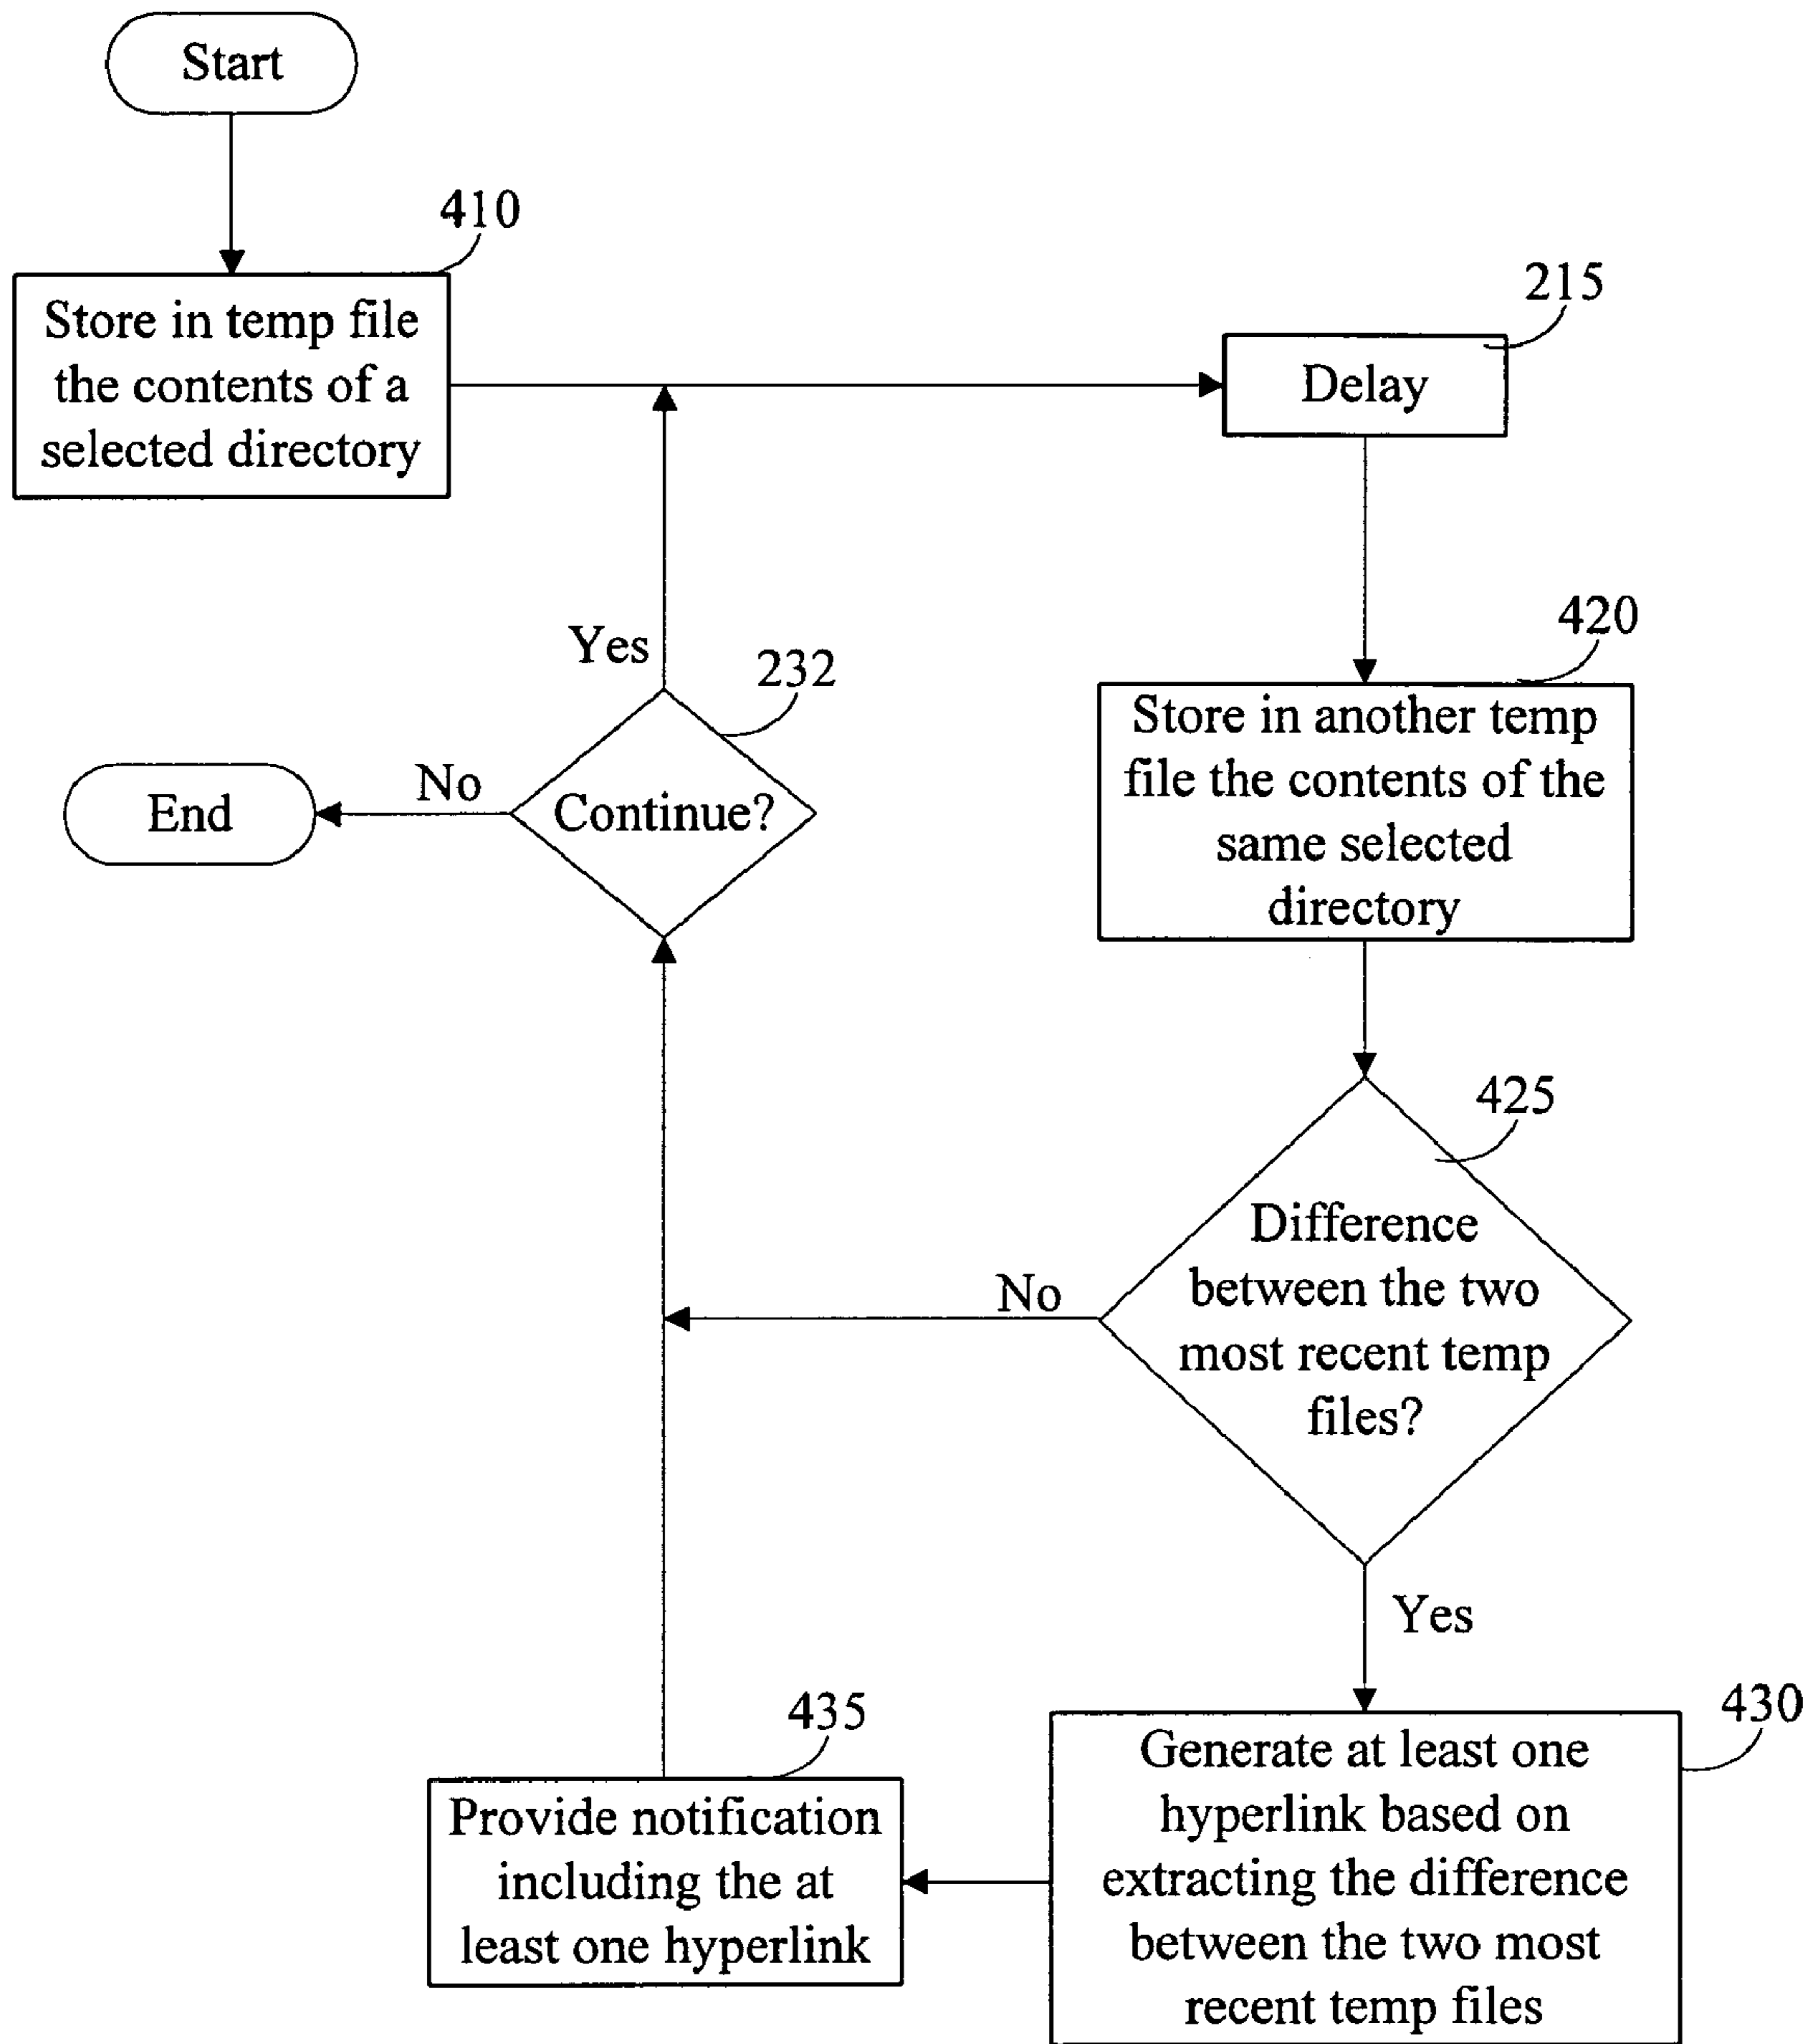 Start
410
Store in temp file
the contents of a
selected directory
215
Delay
420
Store in another temp
file the contents of the
same selected
directory
Yes
232
Continue?
No
End
425
Difference
between the two
most recent temp
files?
No
Yes
430
Generate at least one
hyperlink based on
extracting the difference
between the two most
recent temp files
435
Provide notification
including the at
least one hyperlink